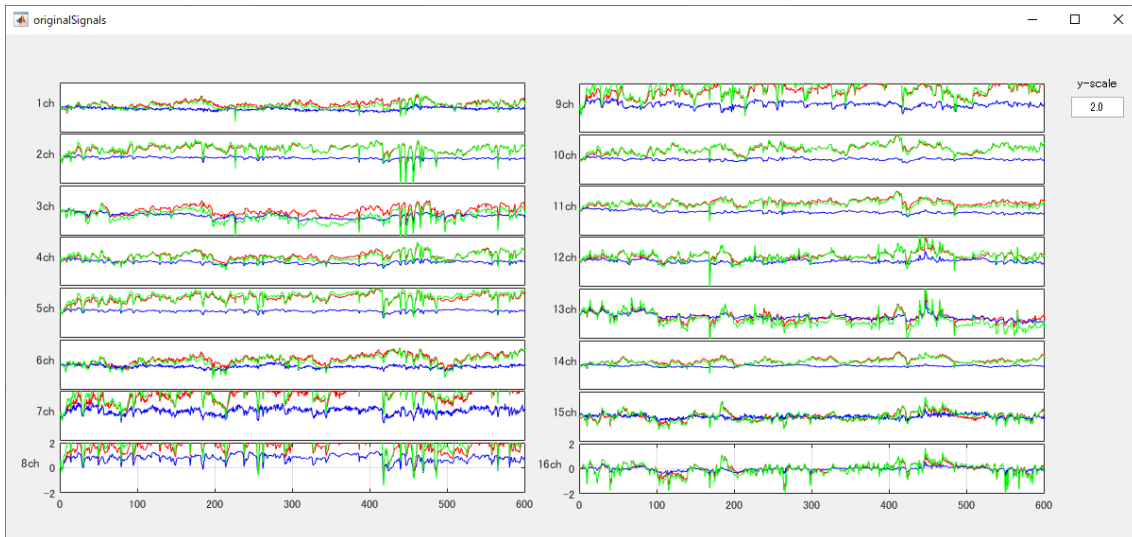 originalSignals
y-scale
2.0
1ch
2ch
3ch
4ch
5ch
6ch
7ch
2
8ch
0
−2
0 100 200 300 400 500 600
9ch
10ch
11ch
12ch
13ch
14ch
15ch
2
16ch
0
−2
0 100 200 300 400 500 600